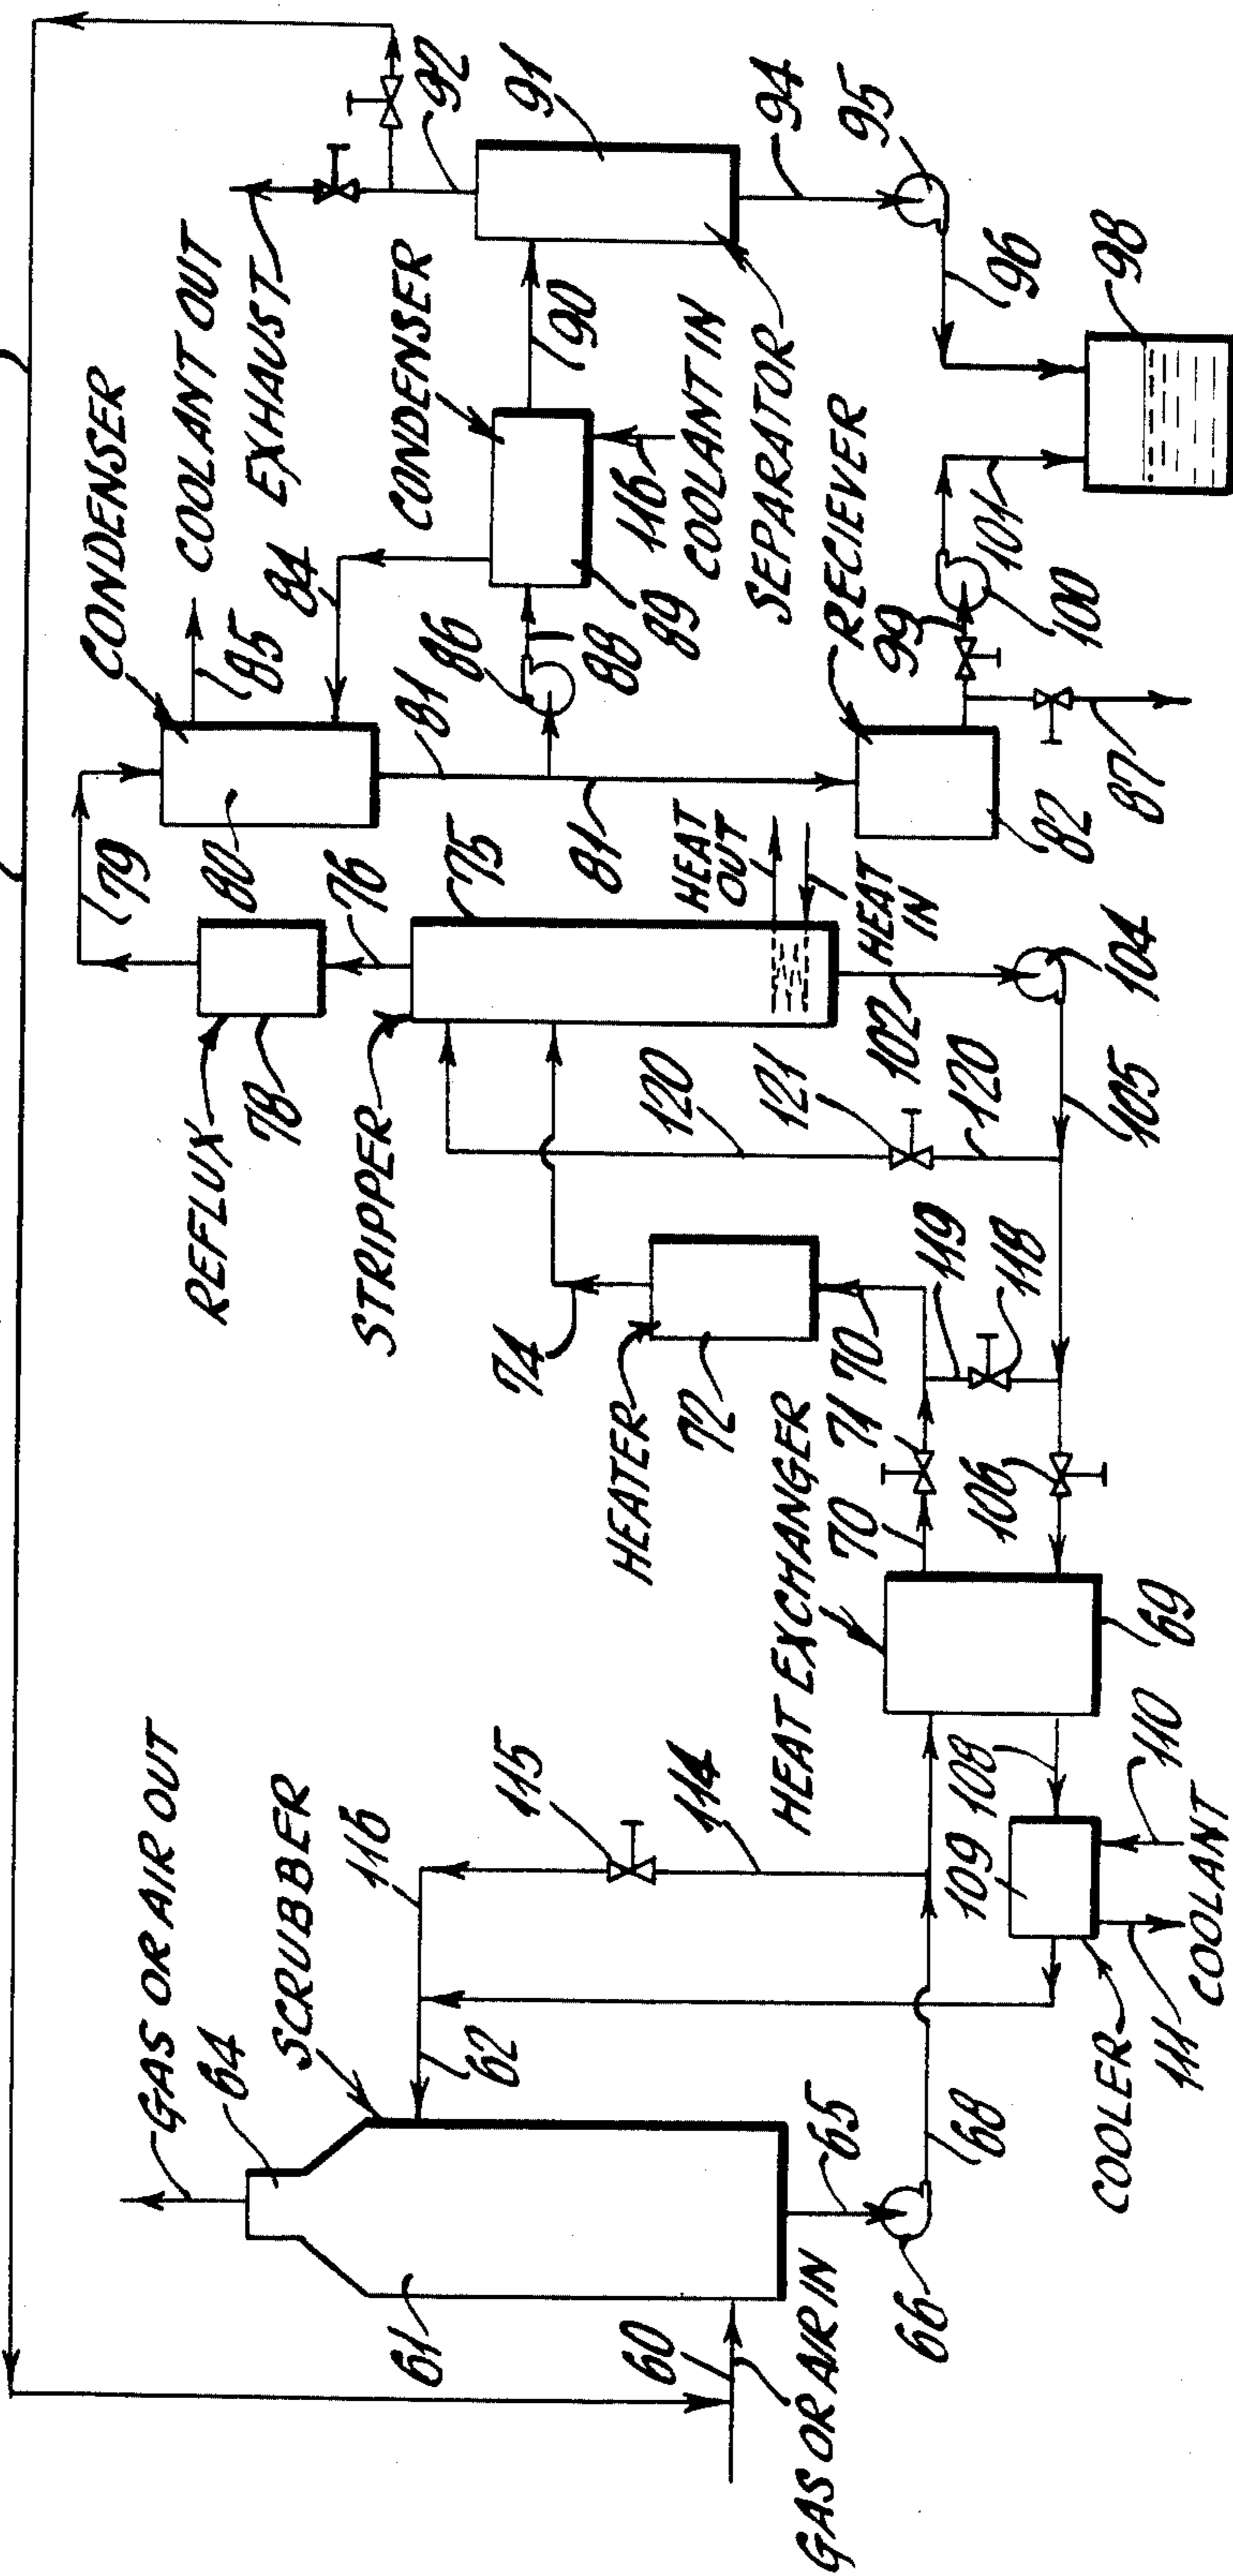 GAS OR AIR OUT
64
SCRUBBER
116
62
61
60
GAS OR AIR IN
65
66
68
115
114
HEAT EXCHANGER
108
109
110
111
COOLANT
COOLER
69
70
71
70
106
HEATER
72
74
119
118
REFLUX
78
79
STRIPPER
76
75
120
121
120
102
104
105
HEAT
OUT
HEAT
IN
CONDENSER
80
85
COOLANT OUT
EXHAUST
84
81
81
86
88
89
CONDENSER
90
116
COOLANT IN
SEPARATOR
91
92
94
95
96
98
RECIEVER
82
87
99
100
101